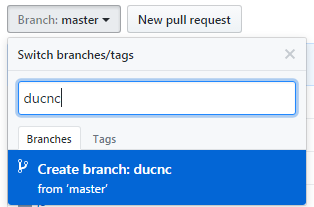 Branch: master
New pull request
Switch branches/tags
ducnc
Branches
Tags
Create branch: ducnc
from 'master'